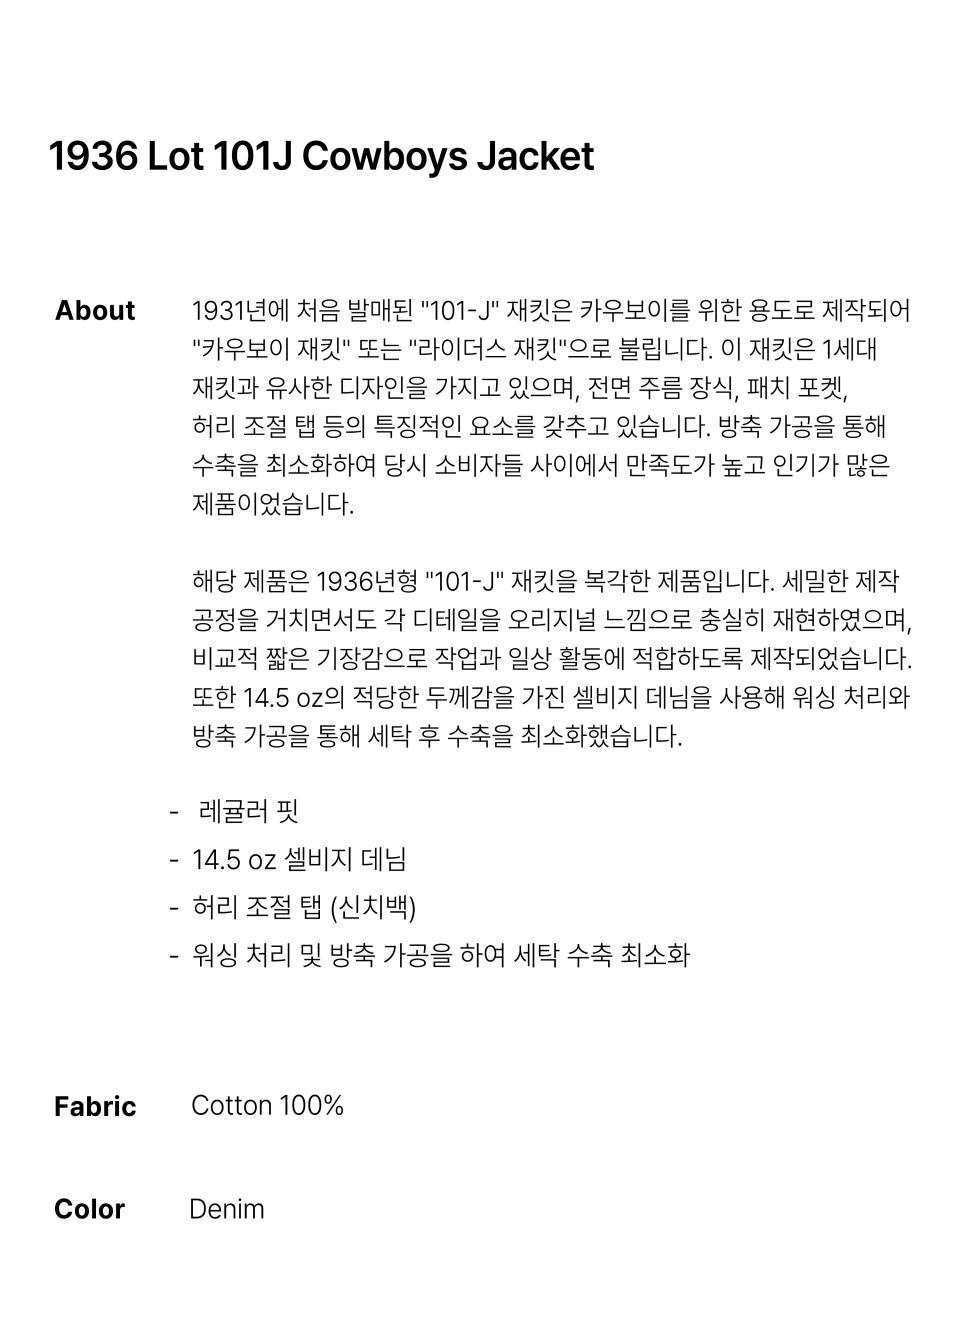 1936 Lot 101J Cowboys Jacket
About
1931년에 처음 발매된 "101-J" 재킷은 카우보이를 위한 용도로 제작되어
"카우보이 재킷" 또는 "라이더스 재킷"으로 불립니다. 이 재킷은 1세대
재킷과 유사한 디자인을 가지고 있으며, 전면 주름 장식, 패치 포켓,
허리 조절 탭 등의 특징적인 요소를 갖추고 있습니다. 방축 가공을 통해
수축을 최소화하여 당시 소비자들 사이에서 만족도가 높고 인기가 많은
제품이었습니다.
해당 제품은 1936년형 "101-J" 재킷을 복각한 제품입니다. 세밀한 제작
공정을 거치면서도 각 디테일을 오리지널 느낌으로 충실히 재현하였으며,
비교적 짧은 기장감으로 작업과 일상 활동에 적합하도록 제작되었습니다.
또한 14.5 oz의 적당한 두께감을 가진 셀비지 데님을 사용해 워싱 처리와
방축 가공을 통해 세탁 후 수축을 최소화했습니다.
- 레귤러 핏
- 14.5 oz 셀비지 데님
- 허리 조절 탭 (신치백)
- 워싱 처리 및 방축 가공을 하여 세탁 수축 최소화
Fabric
Cotton 100%
Color
Denim